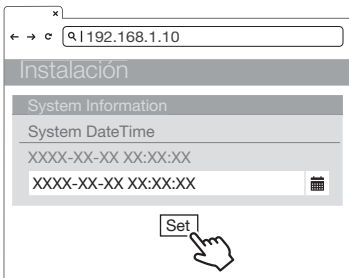 192.168.1.10
Instalación
System Information
System DateTime
XXXX-XX-XX XX:XX:XX
XXXX-XX-XX XX:XX:XX
Set